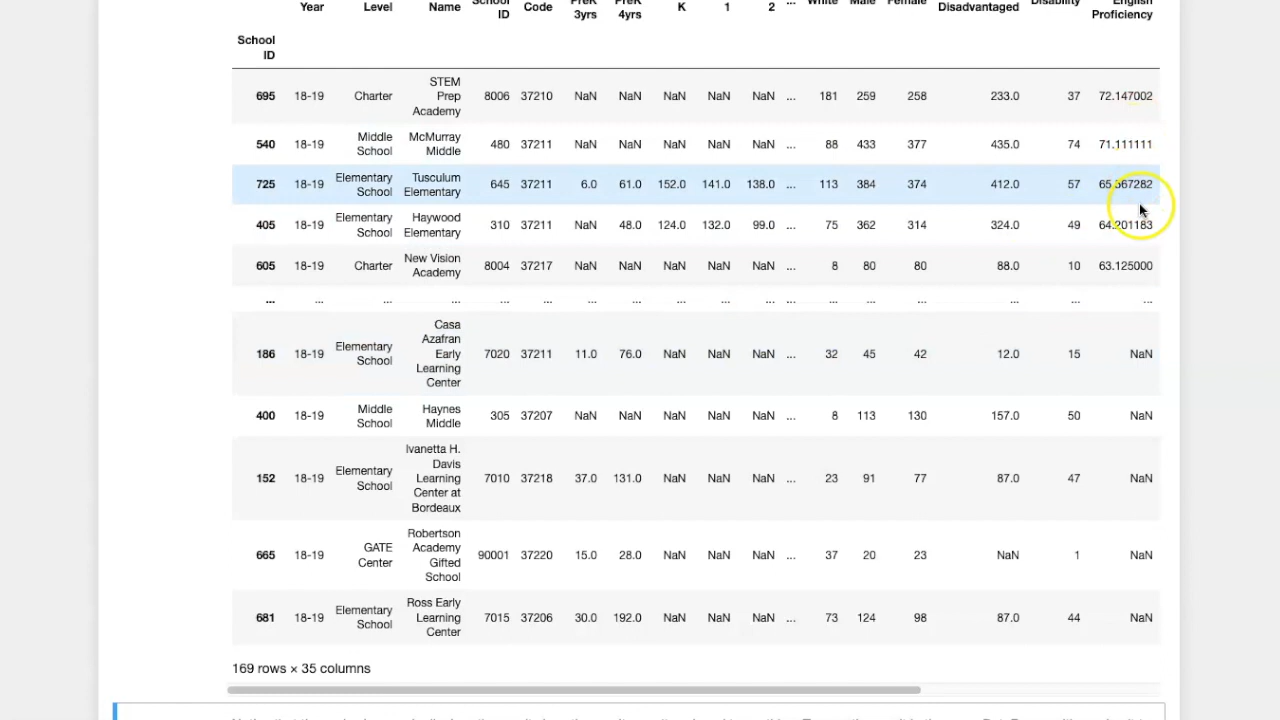 Year Level Name School ID Code PreK 3yrs PreK 4yrs K 1 2 ... White Male Female Disadvantaged Disability English Proficiency
School ID
695 18-19 Charter STEM Prep Academy 8006 37210 NaN NaN NaN NaN NaN ... 181 259 258 233.0 37 72.147002
540 18-19 Middle School McMurray Middle 480 37211 NaN NaN NaN NaN NaN ... 88 433 377 435.0 74 71.111111
725 18-19 Elementary School Tusculum Elementary 645 37211 6.0 61.0 152.0 141.0 138.0 ... 113 384 374 412.0 57 65.567282
405 18-19 Elementary School Haywood Elementary 310 37211 NaN 48.0 124.0 132.0 99.0 ... 75 362 314 324.0 49 64.201183
605 18-19 Charter New Vision Academy 8004 37217 NaN NaN NaN NaN NaN ... 8 80 80 88.0 10 63.125000
... ... ... ... ... ... ... ... ... ... ... ... ... ... ... ... ...
186 18-19 Elementary School Casa Azafran Early Learning Center 7020 37211 11.0 76.0 NaN NaN NaN ... 32 45 42 12.0 15 NaN
400 18-19 Middle School Haynes Middle 305 37207 NaN NaN NaN NaN NaN ... 8 113 130 157.0 50 NaN
152 18-19 Elementary School Ivanetta H. Davis Learning Center at Bordeaux 7010 37218 37.0 131.0 NaN NaN NaN ... 23 91 77 87.0 47 NaN
665 18-19 GATE Center Robertson Academy Gifted School 90001 37220 15.0 28.0 NaN NaN NaN ... 37 20 23 NaN 1 NaN
681 18-19 Elementary School Ross Early Learning Center 7015 37206 30.0 192.0 NaN NaN NaN ... 73 124 98 87.0 44 NaN
169 rows × 35 columns